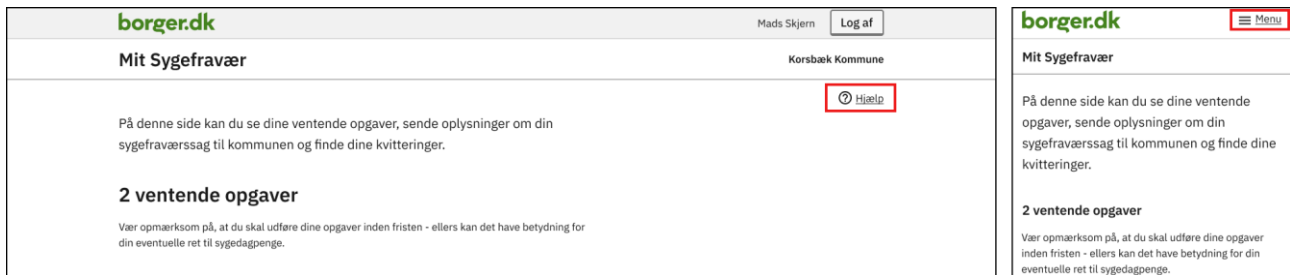 borger.dk
Mads Skjern
Log af
Mit Sygefravær
Korsbæk Kommune
Hjælp
På denne side kan du se dine ventende opgaver, sende oplysninger om din
sygefraværssag til kommunen og finde dine kvitteringer.
2 ventende opgaver
Vær opmærksom på, at du skal udføre dine opgaver inden fristen - ellers kan det have betydning for
din eventuelle ret til sygedagpenge.
borger.dk
Menu
Mit Sygefravær
På denne side kan du se dine ventende
opgaver, sende oplysninger om din
sygefraværssag til kommunen og finde dine
kvitteringer.
2 ventende opgaver
Vær opmærksom på, at du skal udføre dine opgaver
inden fristen - ellers kan det have betydning for din
eventuelle ret til sygedagpenge.